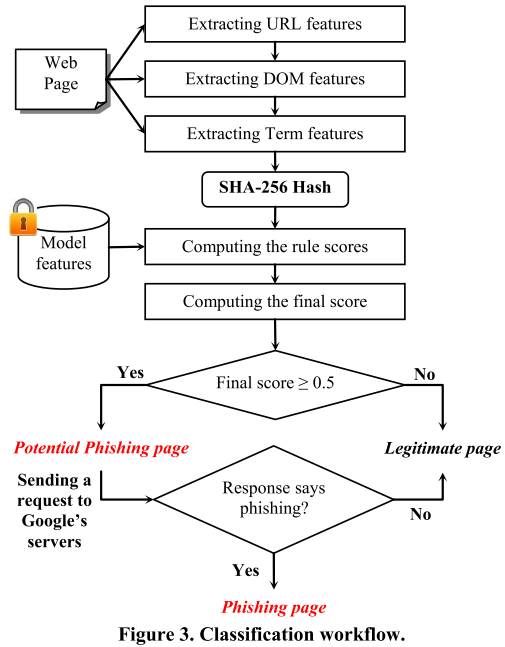 Extracting URL features
Web
Page
Extracting DOM features
Extracting Term features
SHA-256 Hash
Model
features
Computing the rule scores
Computing the final score
Yes
Final score ≥ 0.5
No
Potential Phishing page
Legitimate page
Sending a
request to
Google's
servers
Response says
phishing?
No
Yes
Phishing page
Figure 3. Classification workflow.